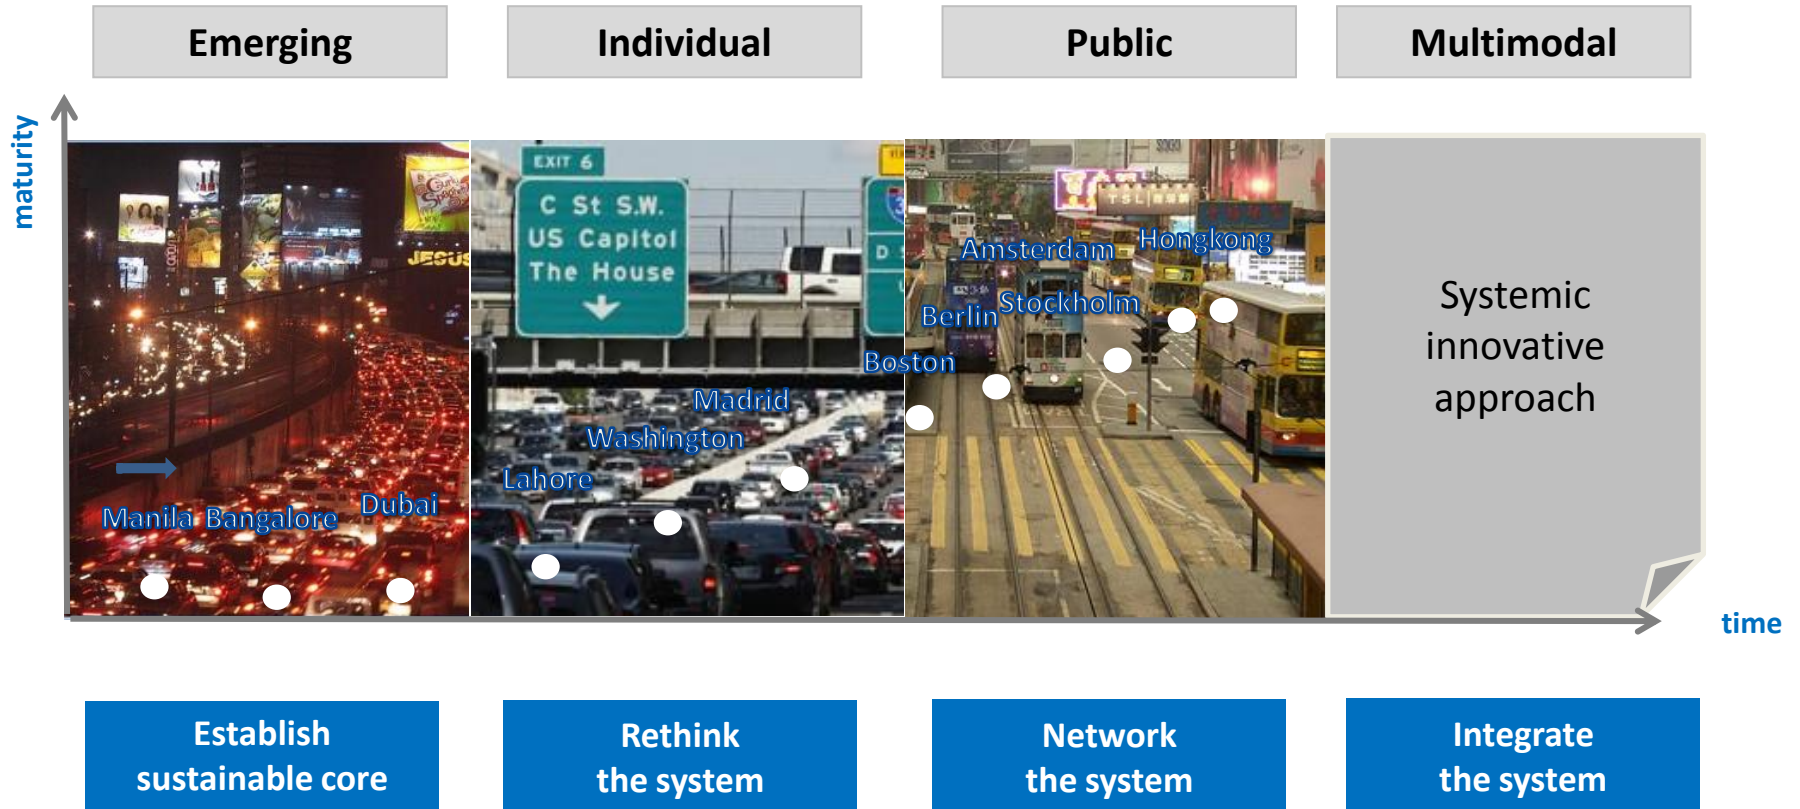 Emerging
Individual
Public
Multimodal
maturity
EXIT 6
C St S.W.
US Capitol
The House
JESUS
TSL
Amsterdam
Hongkong
Berlin
Stockholm
Boston
Madrid
Washington
Lahore
Manila
Bangalore
Dubai
Systemic
innovative
approach
time
Establish
sustainable core
Rethink
the system
Network
the system
Integrate
the system